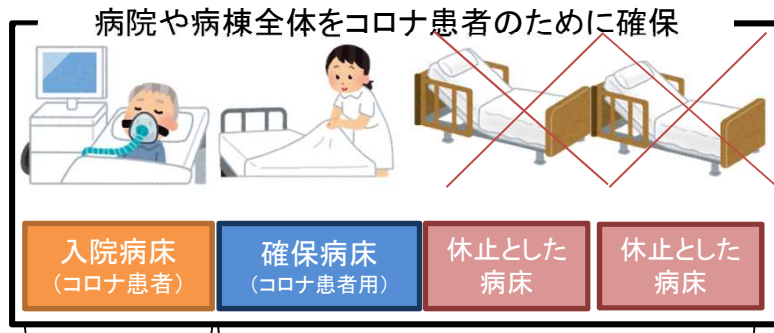 病院や病棟全体をコロナ患者のために確保
入院病床
（コロナ患者）
確保病床
（コロナ患者用）
休止とした
病床
休止とした
病床